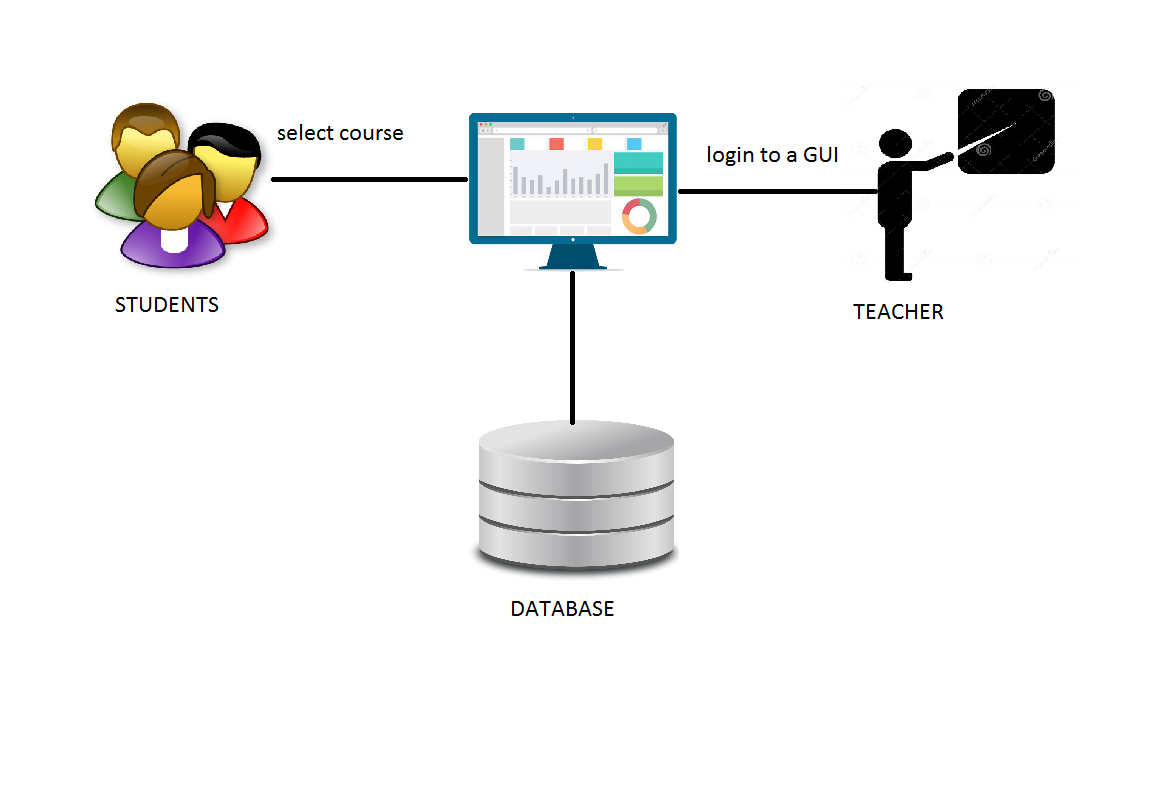 select course
login to a GUI
STUDENTS
TEACHER
DATABASE